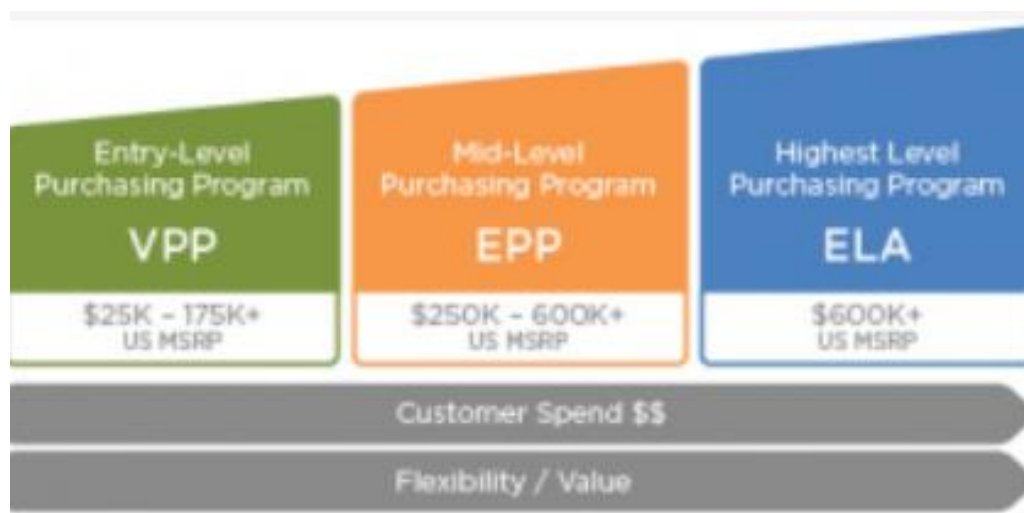 Entry-Level
Purchasing Program
VPP
$25K – 175K+
US MSRP
Mid-Level
Purchasing Program
EPP
$250K – 600K+
US MSRP
Highest Level
Purchasing Program
ELA
$600K+
US MSRP
Customer Spend $$
Flexibility / Value